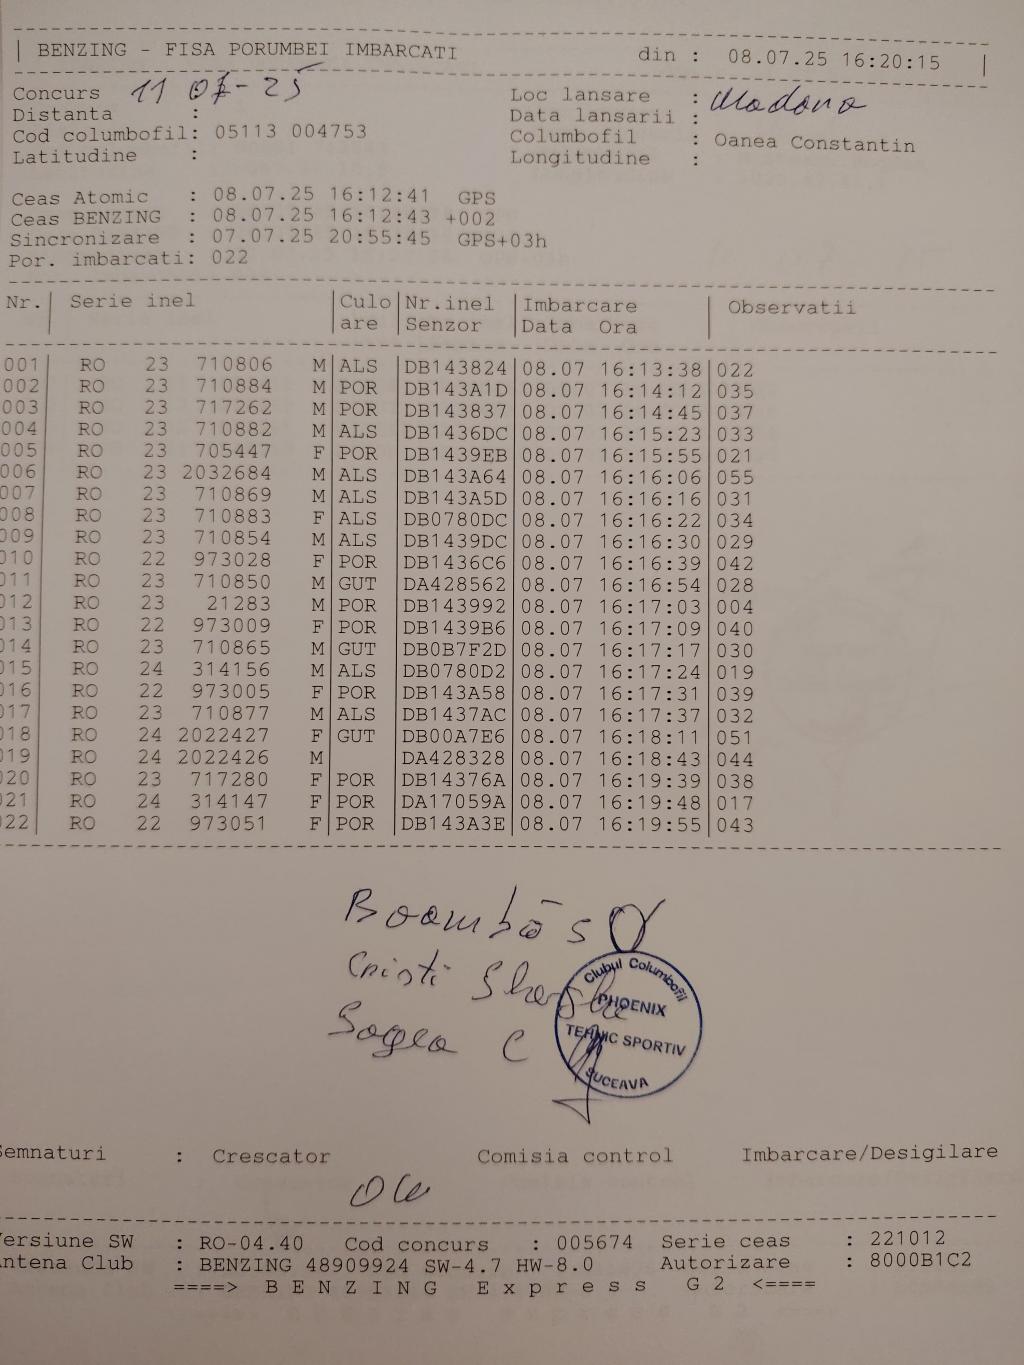 BENZING - FISA PORUMBEI IMBARCATI din : 08.07.25 16:20:15
Concurs 11 07-25 Loc lansare : Madona
Distanta : Data lansarii :
Cod columbofil: 05113 004753 Columbofil : Oanea Constantin
Latitudine : Longitudine :
Ceas Atomic : 08.07.25 16:12:41 GPS
Ceas BENZING : 08.07.25 16:12:43 +002
Sincronizare : 07.07.25 20:55:45 GPS+03h
Por. imbarcati: 022
Nr. | Serie inel | Culo | Nr.inel | Imbarcare | Observatii
are | Senzor | Data Ora
001 RO 23 710806 M ALS DB143824 08.07 16:13:38 022
002 RO 23 710884 M POR DB143A1D 08.07 16:14:12 035
003 RO 23 717262 M POR DB143837 08.07 16:14:45 037
004 RO 23 710882 M ALS DB1436DC 08.07 16:15:23 033
005 RO 23 705447 F POR DB1439EB 08.07 16:15:55 021
006 RO 23 2032684 M ALS DB143A64 08.07 16:16:06 055
007 RO 23 710869 M ALS DB143A5D 08.07 16:16:16 031
008 RO 23 710883 F ALS DB0780DC 08.07 16:16:22 034
009 RO 23 710854 M ALS DB1439DC 08.07 16:16:30 029
010 RO 22 973028 F POR DB1436C6 08.07 16:16:39 042
011 RO 23 710850 M GUT DA428562 08.07 16:16:54 028
012 RO 23 21283 M POR DB143992 08.07 16:17:03 004
013 RO 22 973009 F POR DB1439B6 08.07 16:17:09 040
014 RO 23 710865 M GUT DB0B7F2D 08.07 16:17:17 030
015 RO 24 314156 M ALS DB0780D2 08.07 16:17:24 019
016 RO 22 973005 F POR DB143A58 08.07 16:17:31 039
017 RO 23 710877 M ALS DB1437AC 08.07 16:17:37 032
018 RO 24 2022427 F GUT DB00A7E6 08.07 16:18:11 051
019 RO 24 2022426 M DA428328 08.07 16:18:43 044
020 RO 23 717280 F POR DB14376A 08.07 16:19:39 038
021 RO 24 314147 F POR DA17059A 08.07 16:19:48 017
022 RO 22 973051 F POR DB143A3E 08.07 16:19:55 043
Cristi
Clubul Columbofil
PHOENIX
TEHNIC SPORTIV
SUCEAVA
Semnaturi : Crescator Comisia control Imbarcare/Desigilare
Versiune SW : RO-04.40 Cod concurs : 005674 Serie ceas : 221012
Antena Club : BENZING 48909924 SW-4.7 HW-8.0 Autorizare : 8000B1C2
====> B E N Z I N G E x p r e s s G 2 <====